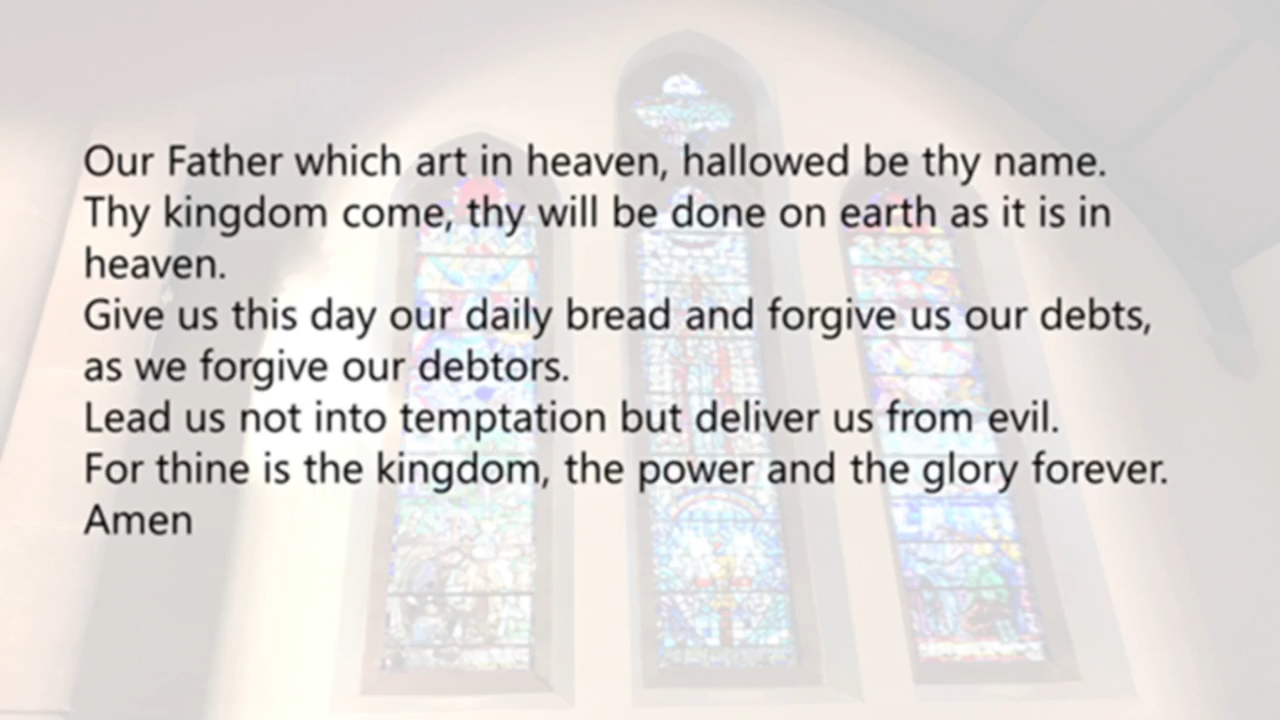 Our Father which art in heaven, hallowed be thy name.
Thy kingdom come, thy will be done on earth as it is in
heaven.
Give us this day our daily bread and forgive us our debts,
as we forgive our debtors.
Lead us not into temptation but deliver us from evil.
For thine is the kingdom, the power and the glory forever.
Amen